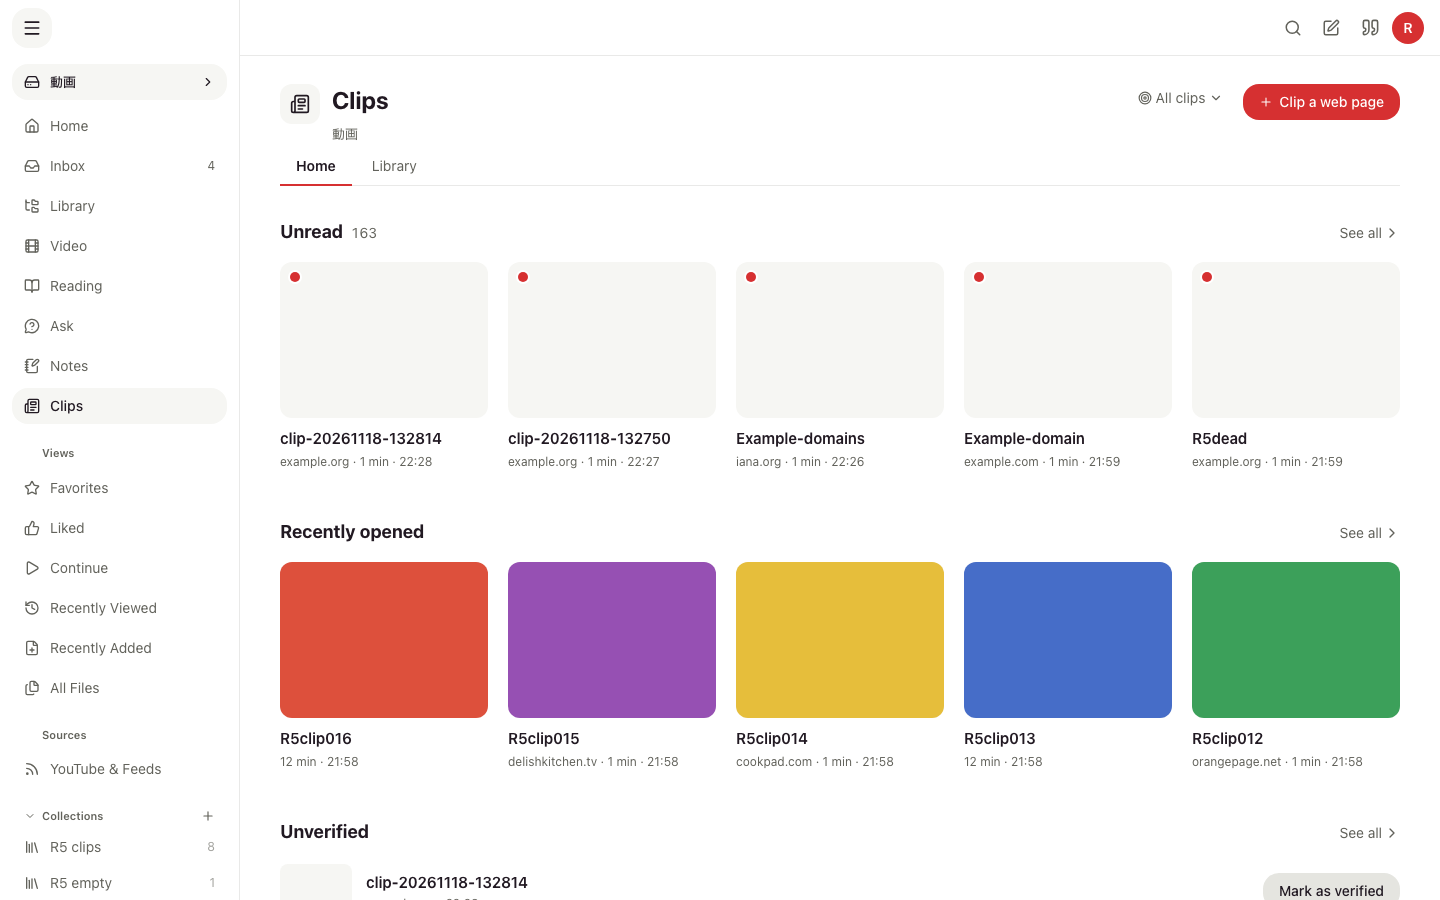 動画
Home
Inbox 4
Library
Video
Reading
Ask
Notes
Clips
Views
Favorites
Liked
Continue
Recently Viewed
Recently Added
All Files
Sources
YouTube & Feeds
Collections
R5 clips 8
R5 empty 1
R
Clips
動画
All clips
Clip a web page
Home Library
Unread 163 See all
clip-20261118-132814
example.org · 1 min · 22:28
clip-20261118-132750
example.org · 1 min · 22:27
Example-domains
iana.org · 1 min · 22:26
Example-domain
example.com · 1 min · 21:59
R5dead
example.org · 1 min · 21:59
Recently opened See all
R5clip016
12 min · 21:58
R5clip015
delishkitchen.tv · 1 min · 21:58
R5clip014
cookpad.com · 1 min · 21:58
R5clip013
12 min · 21:58
R5clip012
orangepage.net · 1 min · 21:58
Unverified See all
clip-20261118-132814
Mark as verified